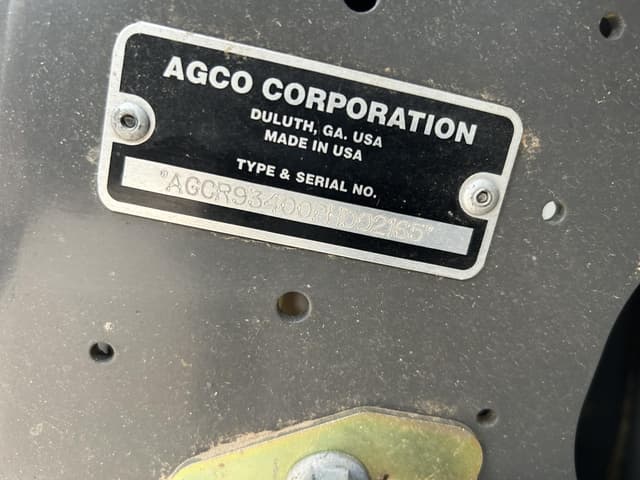 AGCO CORPORATION
DULUTH, GA. USA
MADE IN USA
TYPE & SERIAL NO.